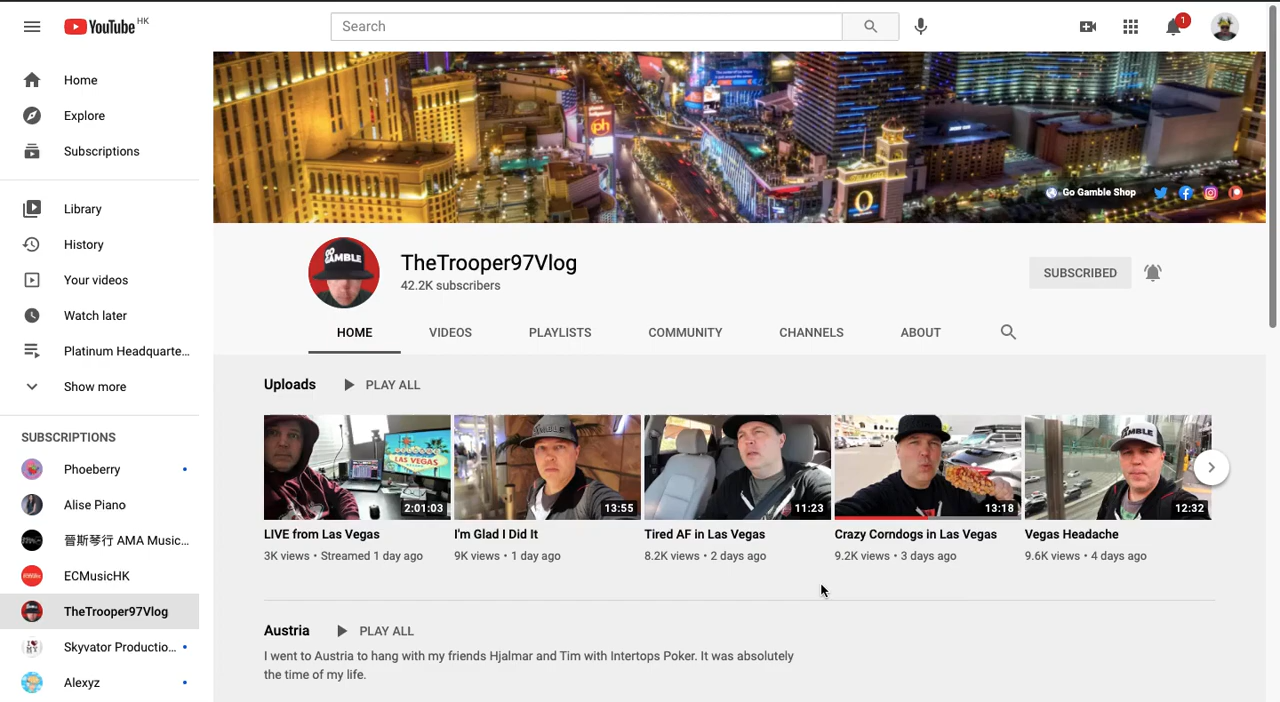 YouTube HK
Search
1
Home
Explore
Subscriptions
Library
History
Your videos
Watch later
Platinum Headquarte...
Show more
SUBSCRIPTIONS
Phoeberry
Alise Piano
晉斯琴行 AMA Music...
ECMusicHK
TheTrooper97Vlog
Skyvator Productio...
Alexyz
Go Gamble Shop
TheTrooper97Vlog
42.2K subscribers
SUBSCRIBED
HOME VIDEOS PLAYLISTS COMMUNITY CHANNELS ABOUT
Uploads PLAY ALL
2:01:03 13:55 11:23 13:18 12:32
LIVE from Las Vegas
3K views • Streamed 1 day ago
I'm Glad I Did It
9K views • 1 day ago
Tired AF in Las Vegas
8.2K views • 2 days ago
Crazy Corndogs in Las Vegas
9.2K views • 3 days ago
Vegas Headache
9.6K views • 4 days ago
Austria PLAY ALL
I went to Austria to hang with my friends Hjalmar and Tim with Intertops Poker. It was absolutely
the time of my life.